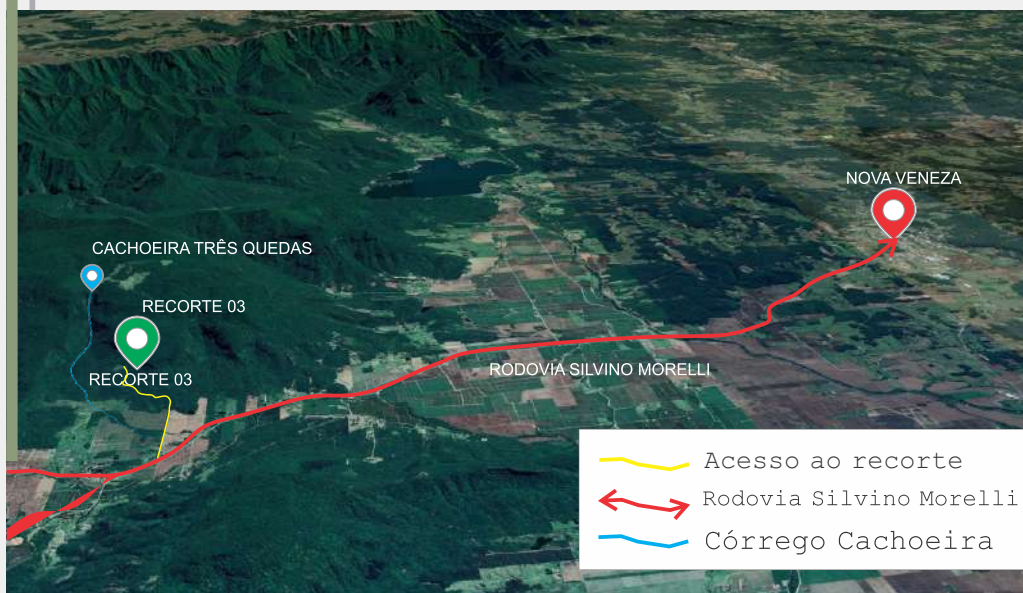 NOVA VENEZA
CACHOEIRA TRÊS QUEDAS
RECORTE 03
RECORTE 03
RODOVIA SILVINO MORELLI
Acesso ao recorte
Rodovia Silvino Morelli
Córrego Cachoeira